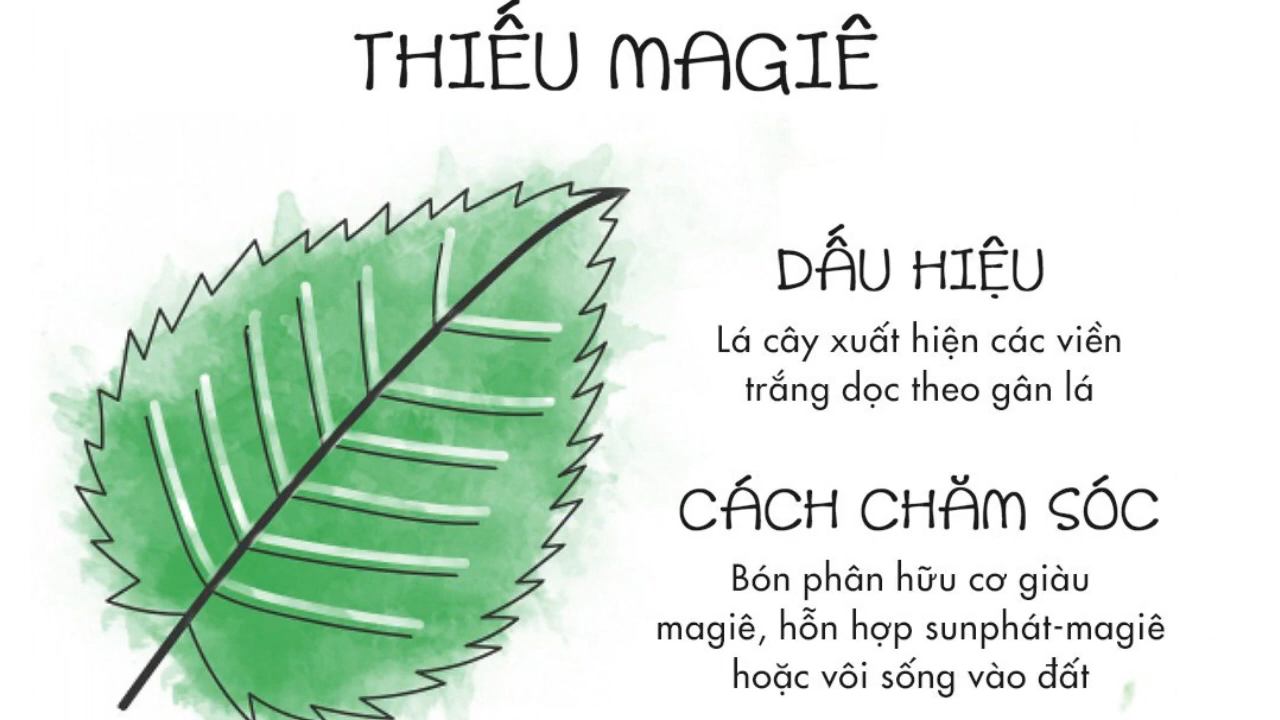 THIẾU MAGIÊ
DẤU HIỆU
Lá cây xuất hiện các viền
trắng dọc theo gân lá
CÁCH CHĂM SÓC
Bón phân hữu cơ giàu
magiê, hỗn hợp sunphát-magiê
hoặc vôi sống vào đất